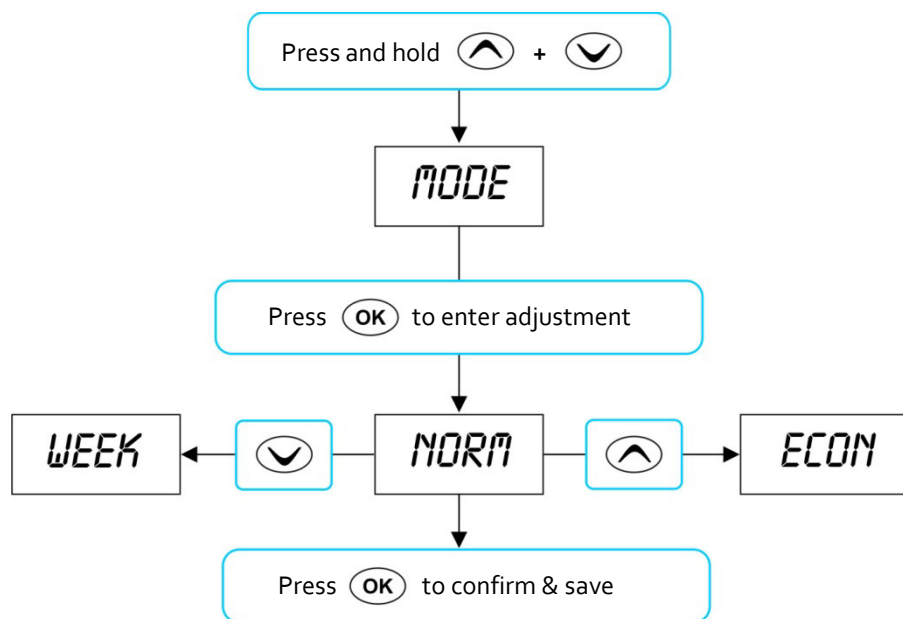 Press and hold +
MODE
Press OK to enter adjustment
WEEK NORM ECON
Press OK to confirm & save